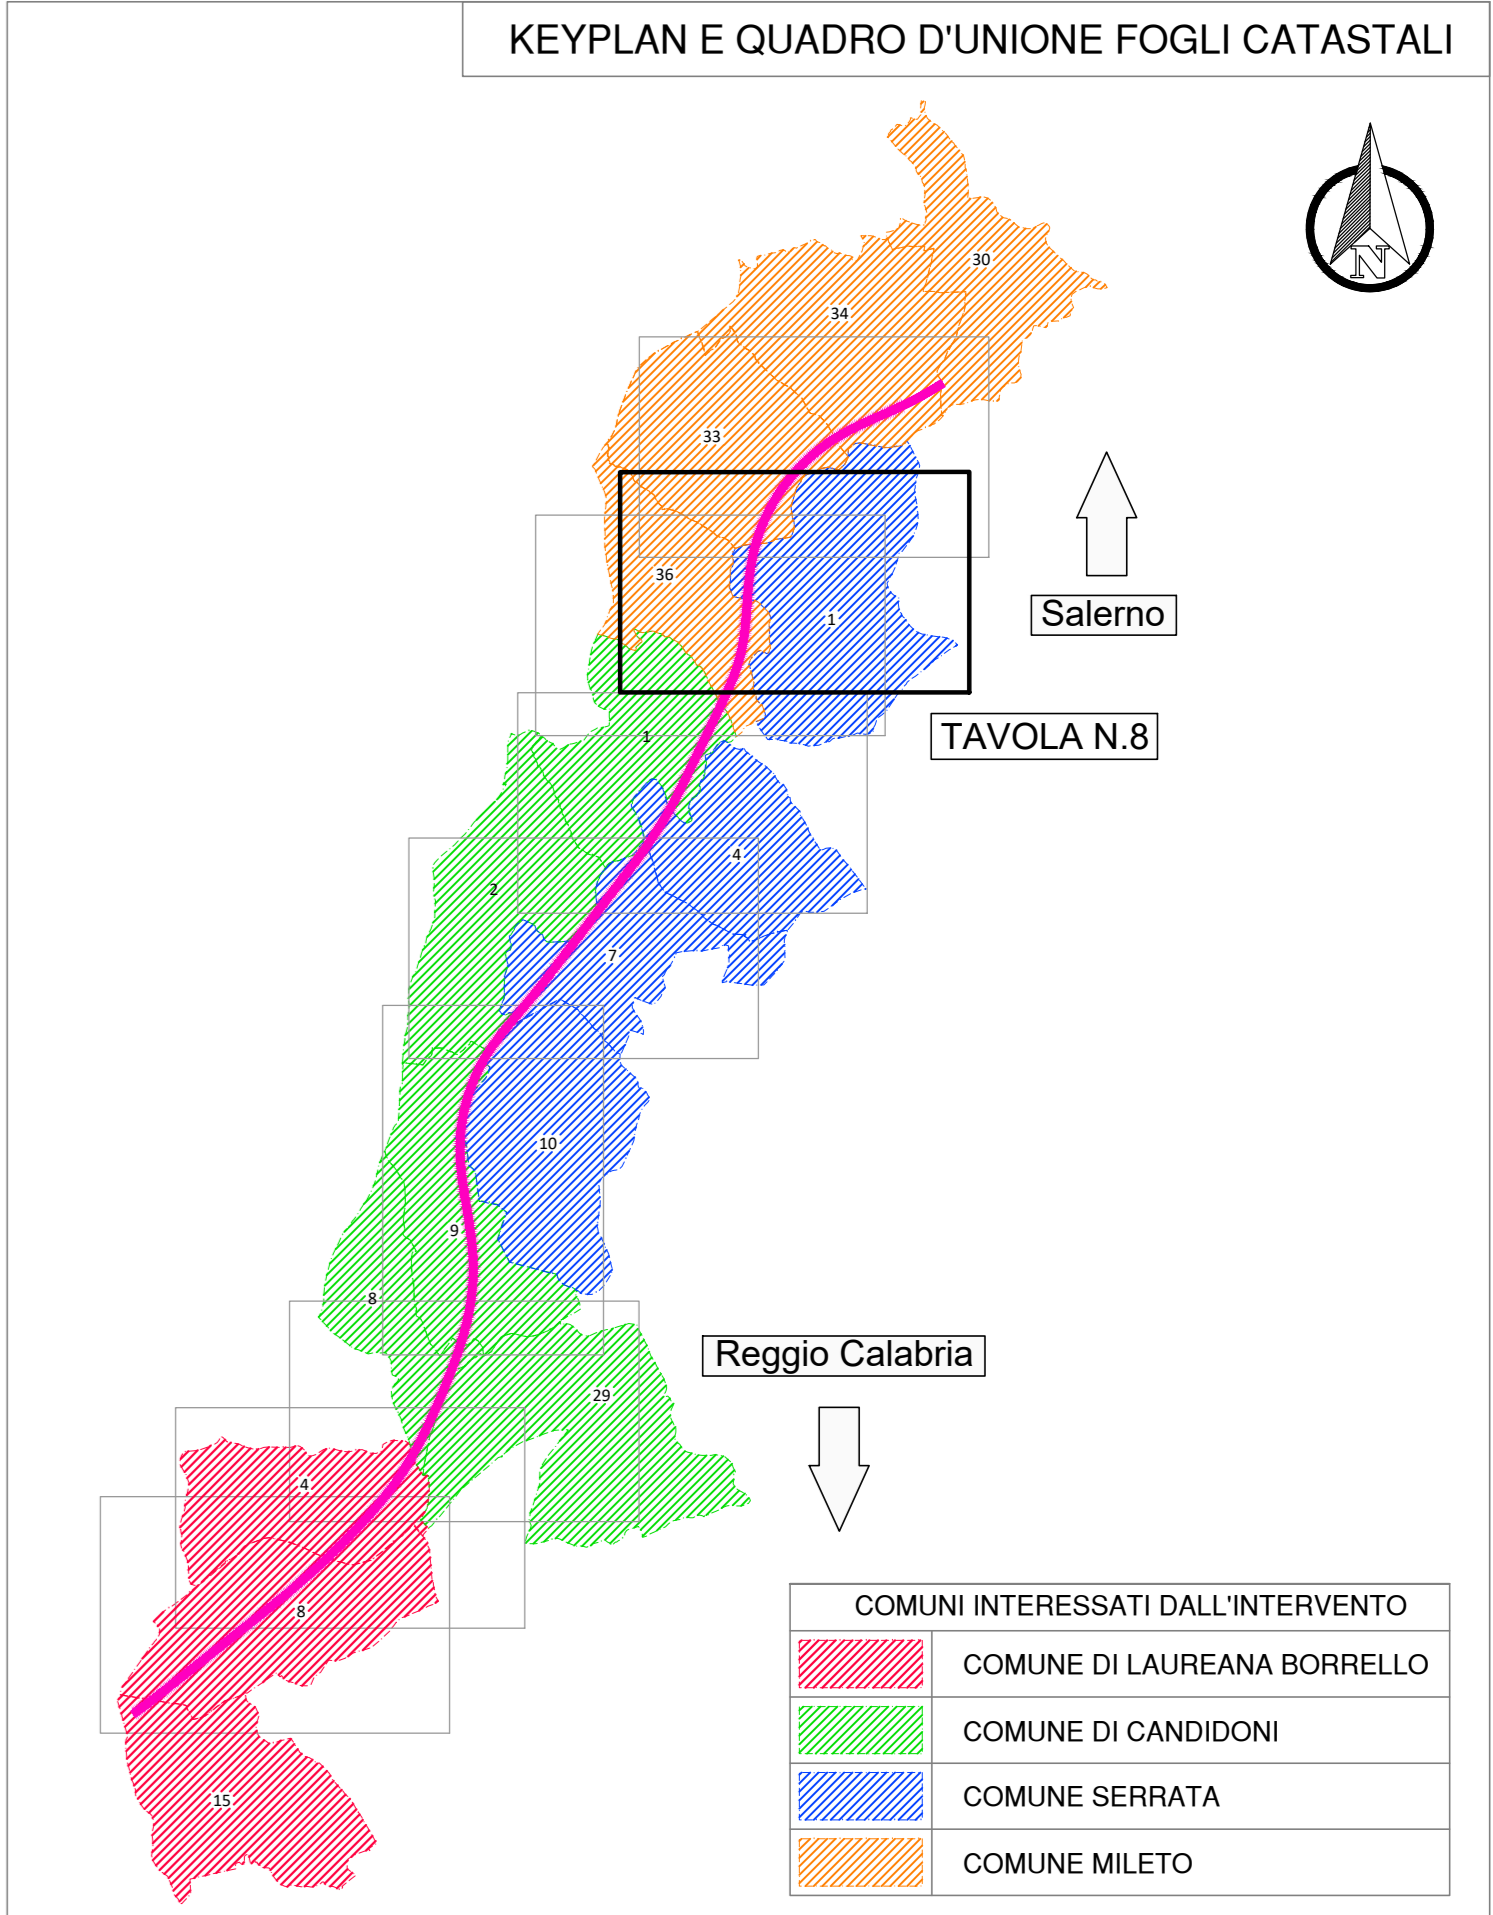 KEYPLAN E QUADRO D'UNIONE FOGLI CATASTALI
N
30
34
33
36
1
Salerno
TAVOLA N.8
1
4
2
7
10
9
8
Reggio Calabria
29
4
8
15
COMUNI INTERESSATI DALL'INTERVENTO
COMUNE DI LAUREANA BORRELLO
COMUNE DI CANDIDONI
COMUNE SERRATA
COMUNE MILETO